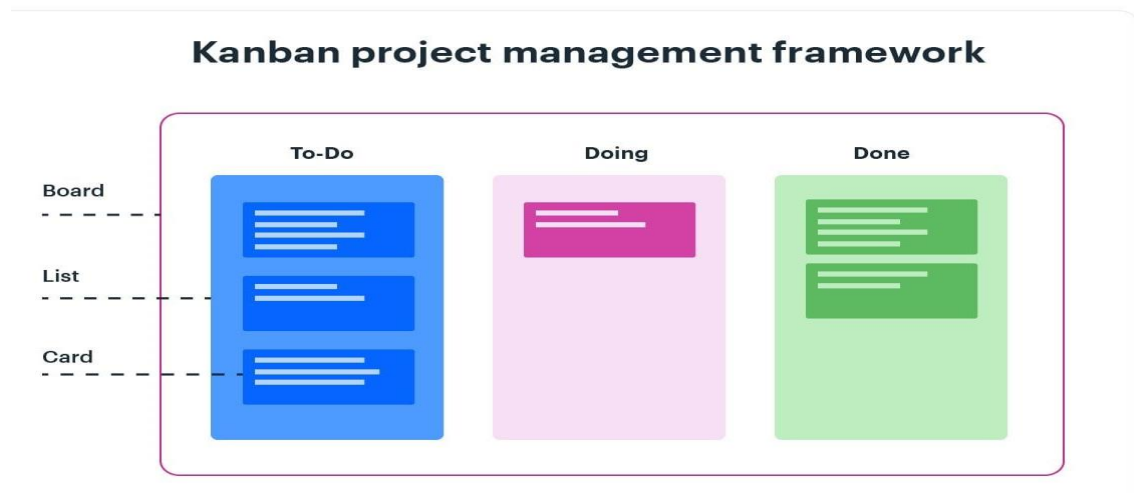 Kanban project management framework
To-Do
Doing
Done
Board
List
Card